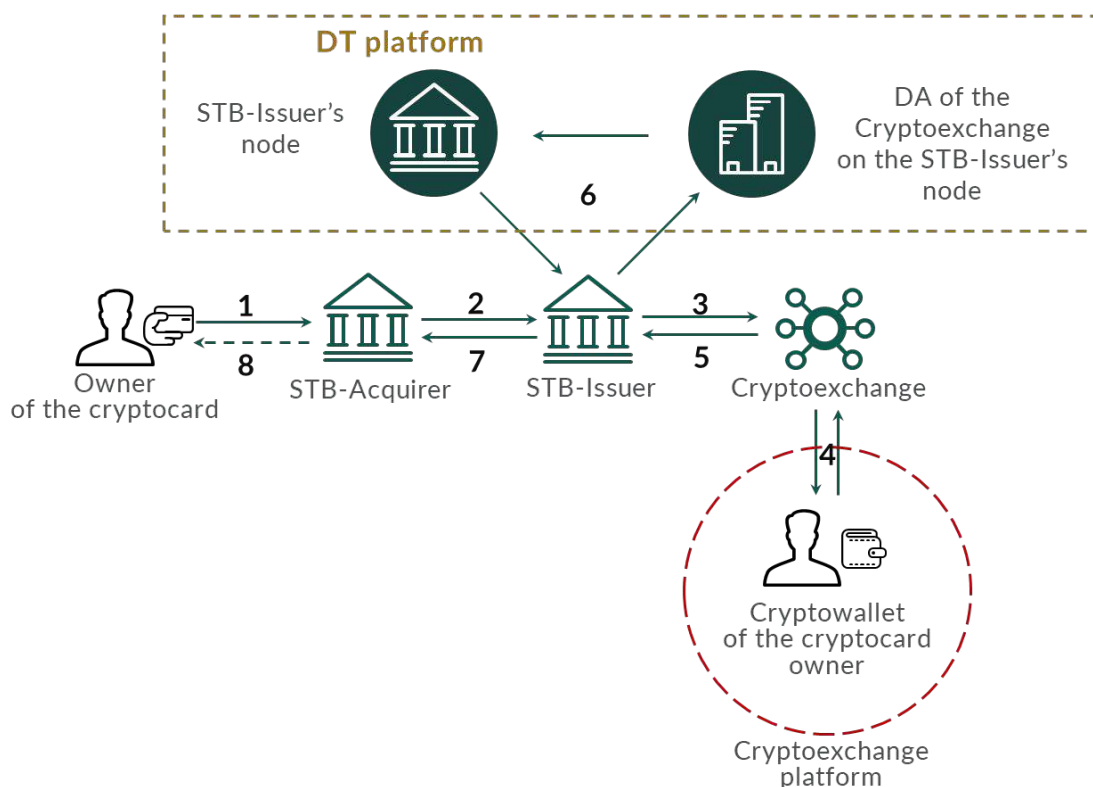 DT platform
STB-Issuer's
node
DA of the
Cryptoexchange
on the STB-Issuer's
node
6
1
2
3
8
7
5
Owner
of the cryptocard
STB-Acquirer
STB-Issuer
Cryptoexchange
4
Cryptowallet
of the cryptocard
owner
Cryptoexchange
platform